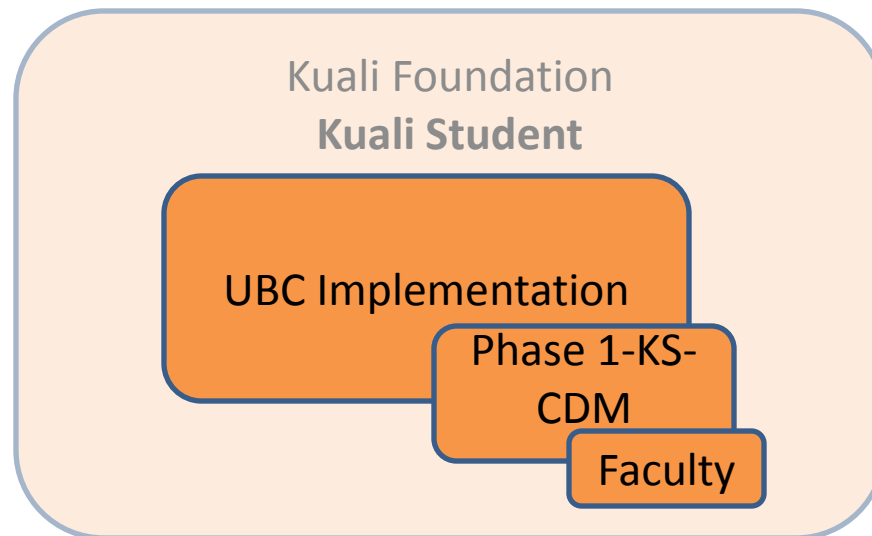 Kuali Foundation
Kuali Student
UBC Implementation
Phase 1-KS-
CDM
Faculty